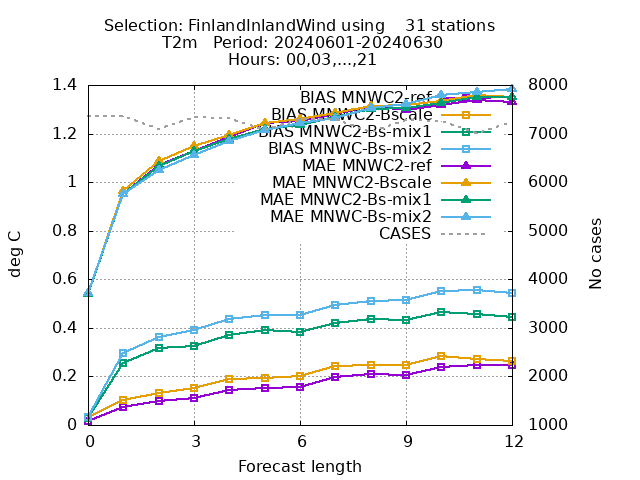 Selection: FinlandInlandWind using    31 stations
T2m   Period: 20240601-20240630
Hours: 00,03,...,21
1.4
1.2
1
0.8
0.6
0.4
0.2
0
deg C
8000
7000
6000
5000
4000
3000
2000
1000
No cases
BIAS MNWC2-ref
BIAS MNWC2-Bscale
BIAS MNWC2-Bs-mix1
BIAS MNWC-Bs-mix2
MAE MNWC2-ref
MAE MNWC2-Bscale
MAE MNWC2-Bs-mix1
MAE MNWC-Bs-mix2
CASES
0 3 6 9 12
Forecast length